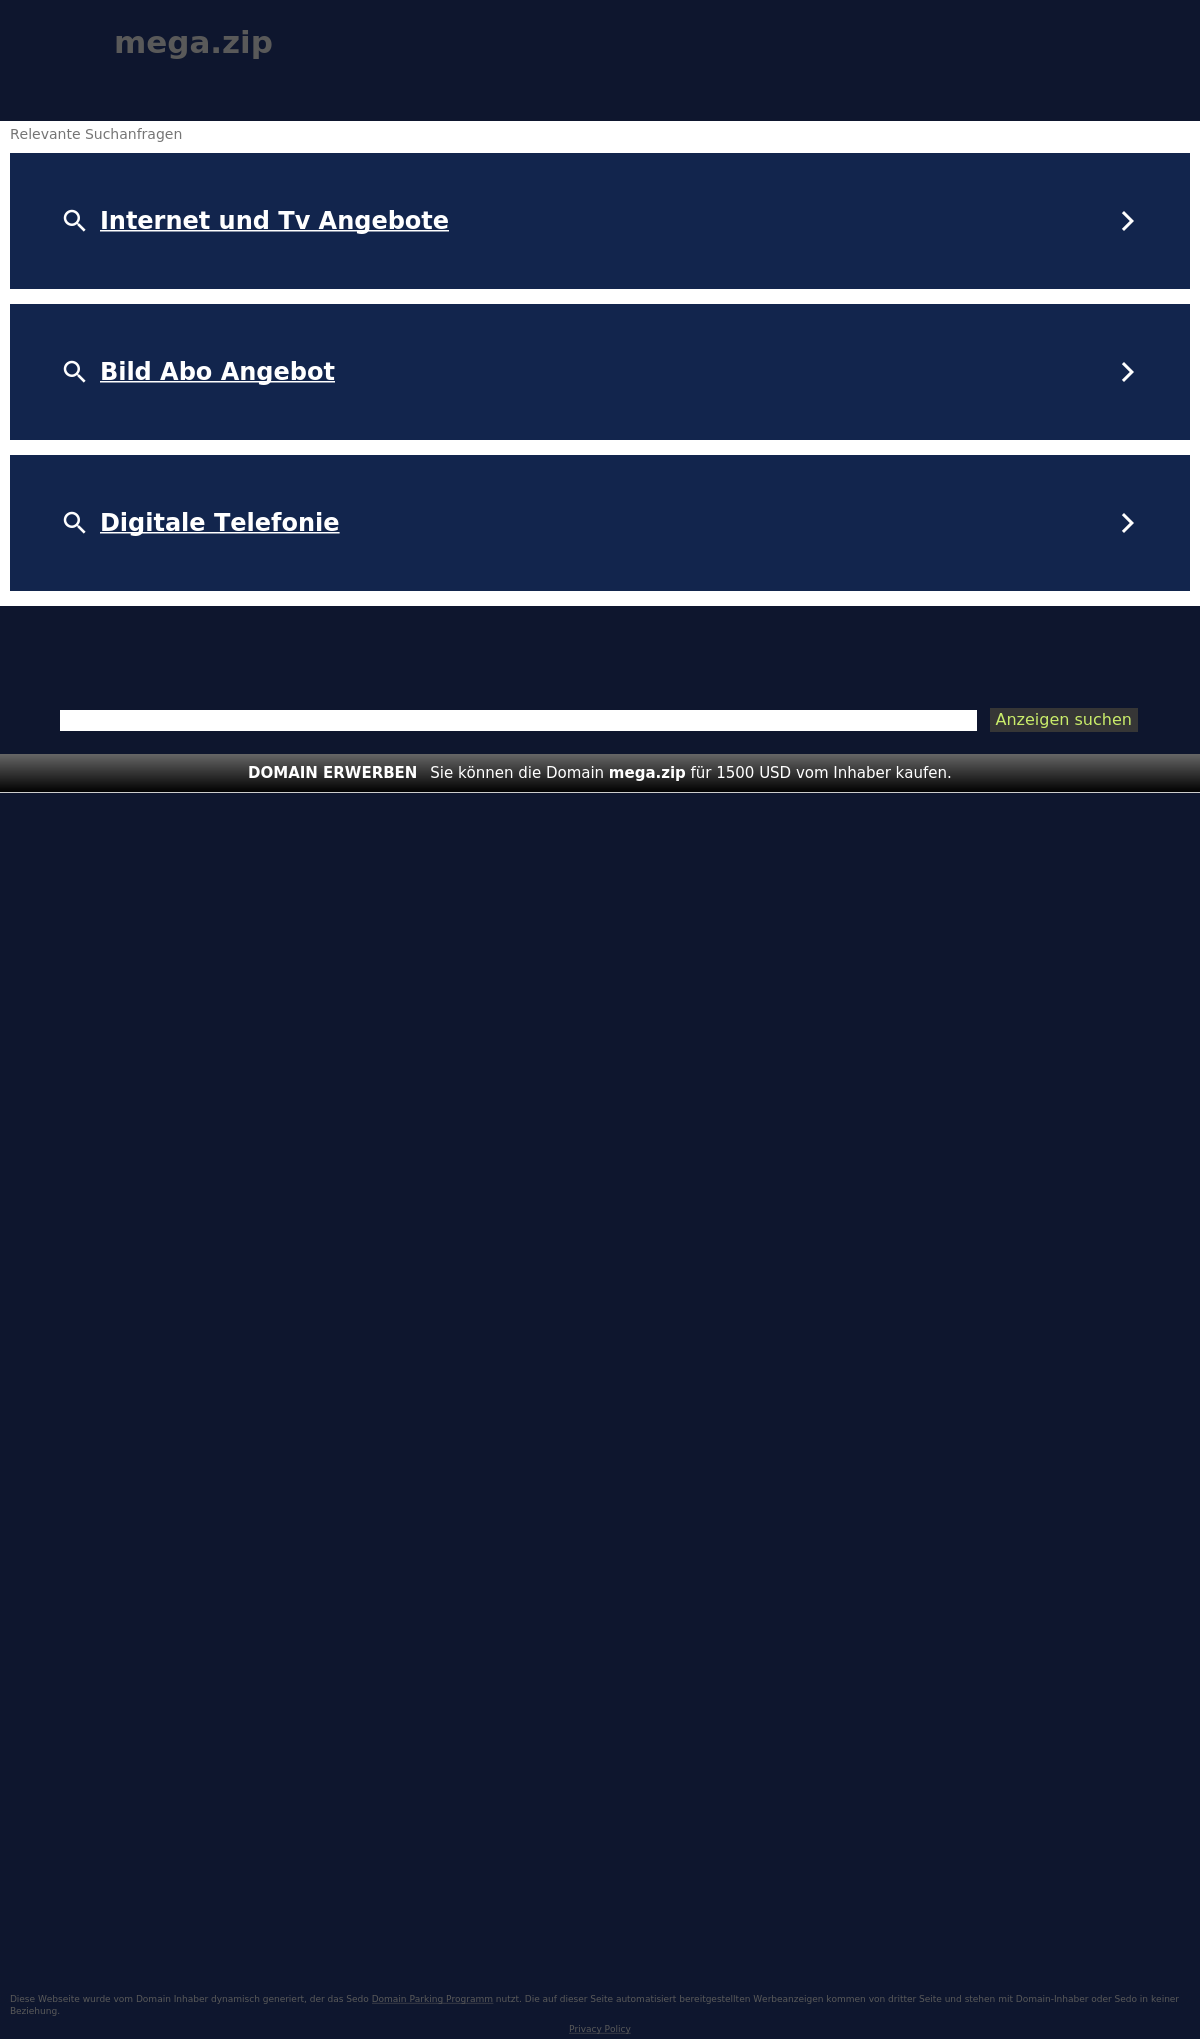 mega.zip
Relevante Suchanfragen
Internet und Tv Angebote
Bild Abo Angebot
Digitale Telefonie
Anzeigen suchen
DOMAIN ERWERBEN Sie können die Domain mega.zip für 1500 USD vom Inhaber kaufen.
Diese Webseite wurde vom Domain Inhaber dynamisch generiert, der das Sedo Domain Parking Programm nutzt. Die auf dieser Seite automatisiert bereitgestellten Werbeanzeigen kommen von dritter Seite und stehen mit Domain-Inhaber oder Sedo in keiner
Beziehung.
Privacy Policy